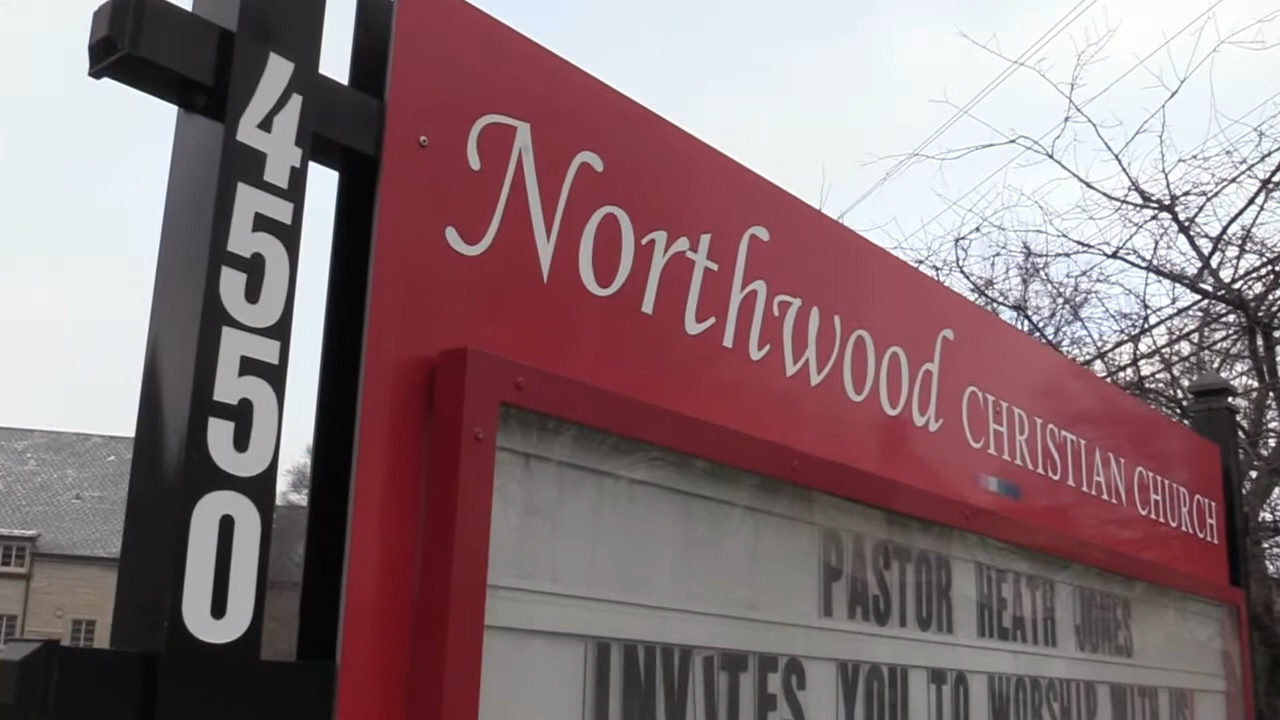 4550
Northwood CHRISTIAN CHURCH
PASTOR HEATH JONES
INVITES YOU TO WORSHIP WITH US!